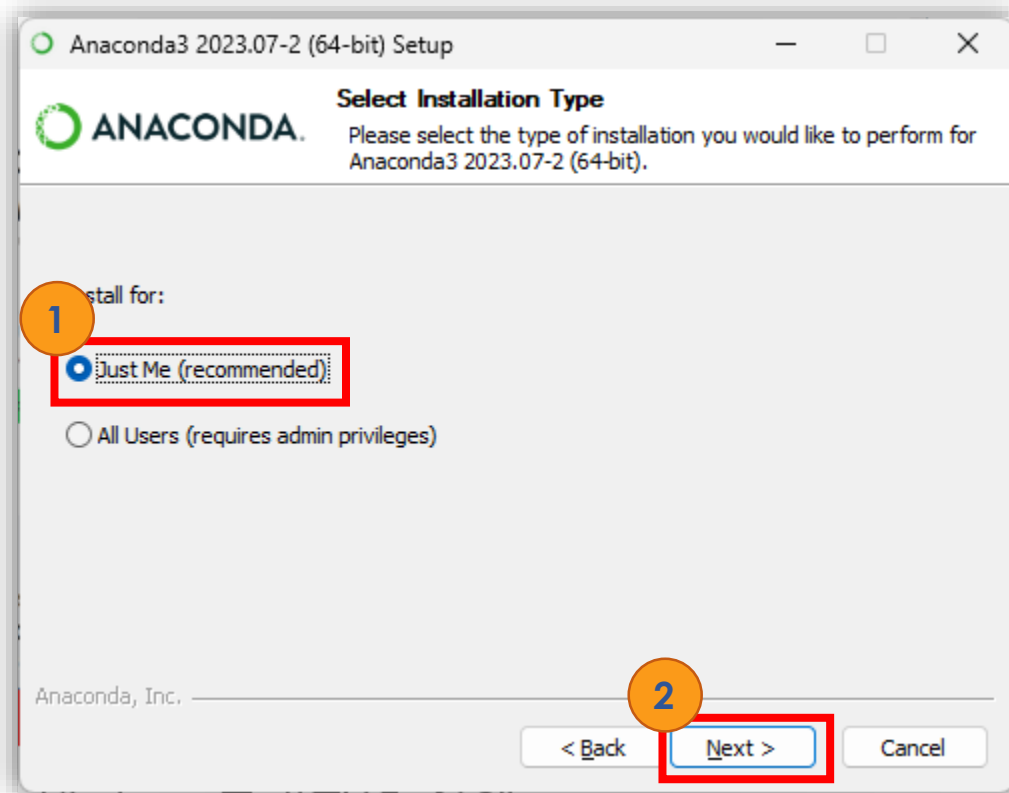 Anaconda3 2023.07-2 (64-bit) Setup
ANACONDA.
Select Installation Type
Please select the type of installation you would like to perform for
Anaconda3 2023.07-2 (64-bit).
stall for:
1
Just Me (recommended)
All Users (requires admin privileges)
Anaconda, Inc.
2
< Back
Next >
Cancel